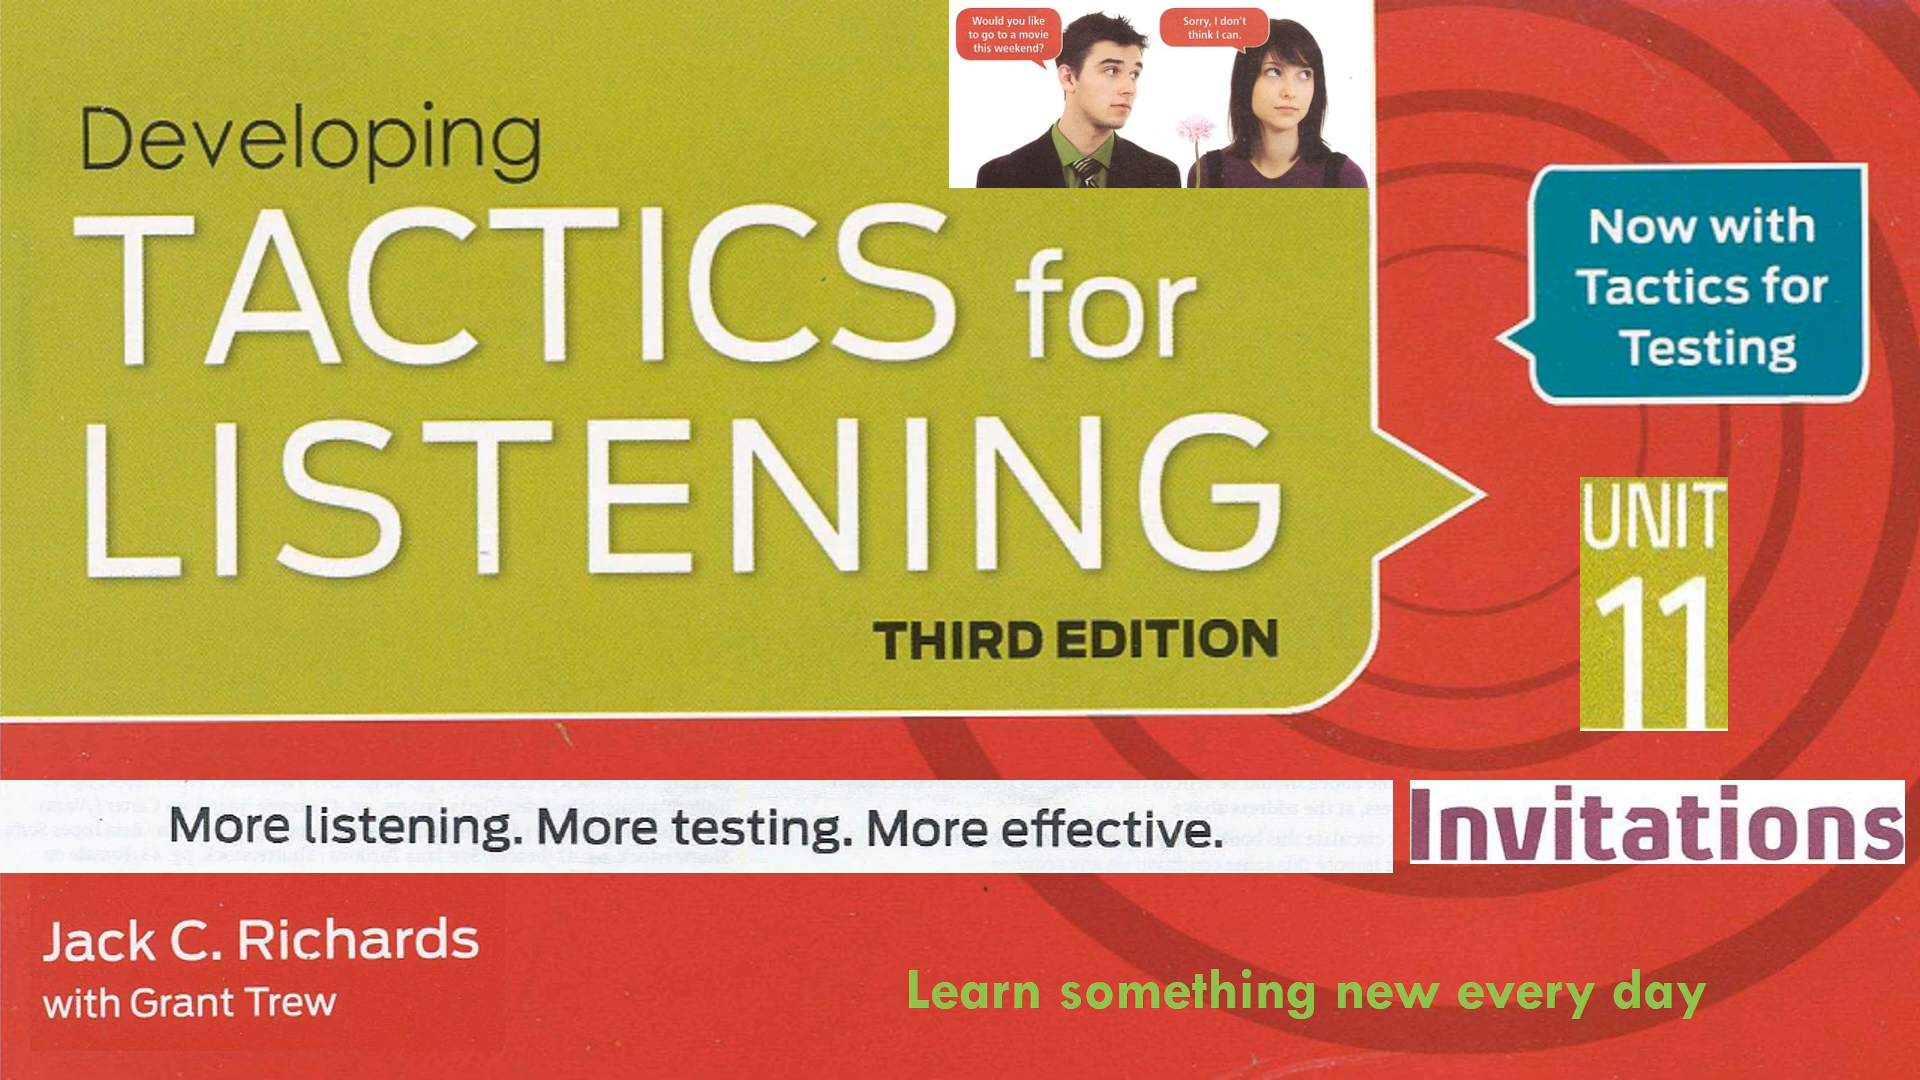 Would you like
to go to a movie
this weekend?
Sorry, I don't
think I can.
Developing
TACTICS for
LISTENING
THIRD EDITION
Now with
Tactics for
Testing
UNIT
11
More listening. More testing. More effective.
Invitations
Jack C. Richards
with Grant Trew
Learn something new every day